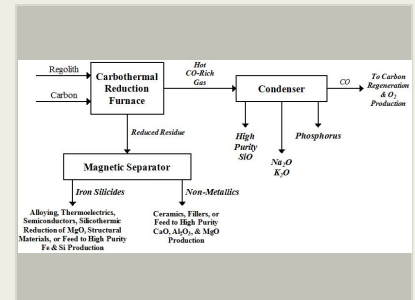 Regolith
Carbon
Carbothermal
Reduction
Furnace
Hot
CO-Rich
Gas
Condenser
CO
To Carbon
Regeneration
& O2
Production
Reduced Residue
High
Purity
SiO
Na2O
K2O
Phosphorus
Magnetic Separator
Iron Silicides
Non-Metallics
Alloying, Thermoelectrics,
Semiconductors, Silicothermic
Reduction of MgO, Structural
Materials, or Feed to High Purity
Fe & Si Production
Ceramics, Fillers, or
Feed to High Purity
CaO, Al2O3, & MgO
Production